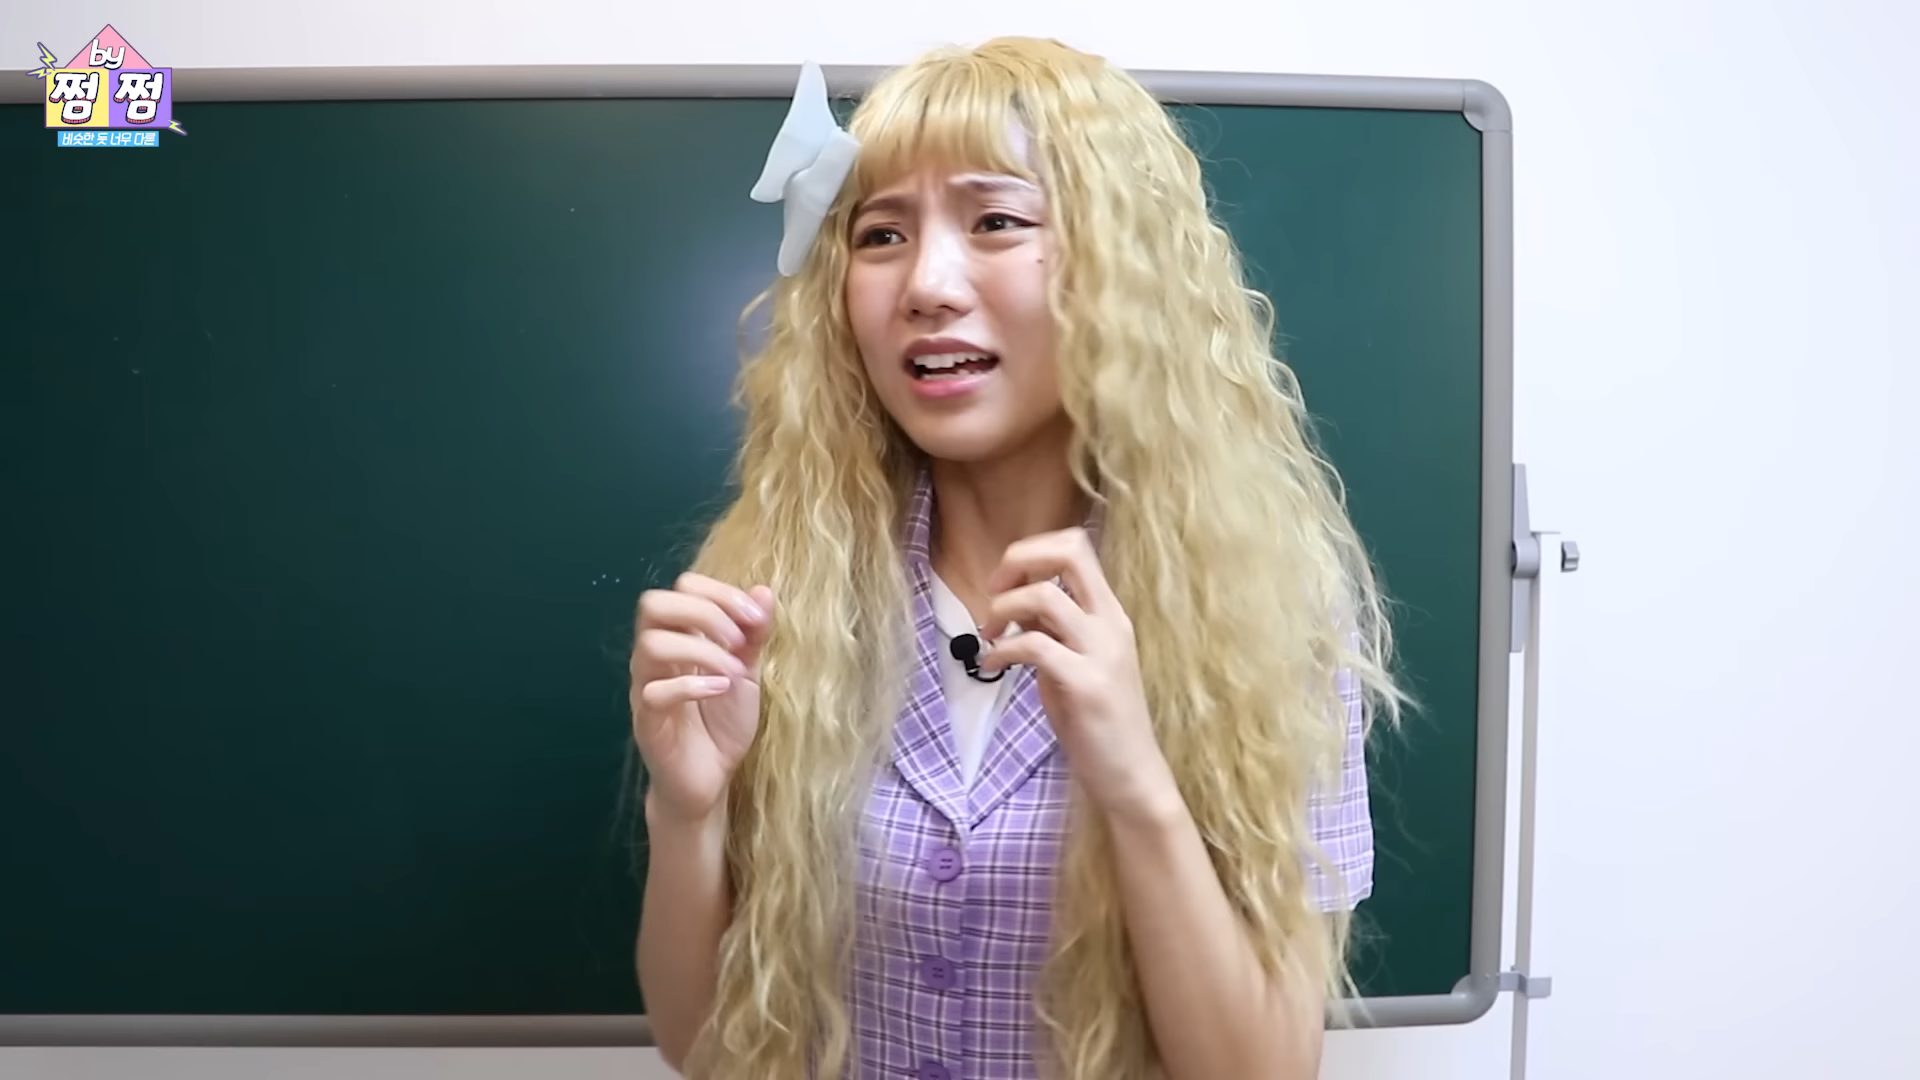 by
쩜 쩜
비슷한 듯 너무 다른